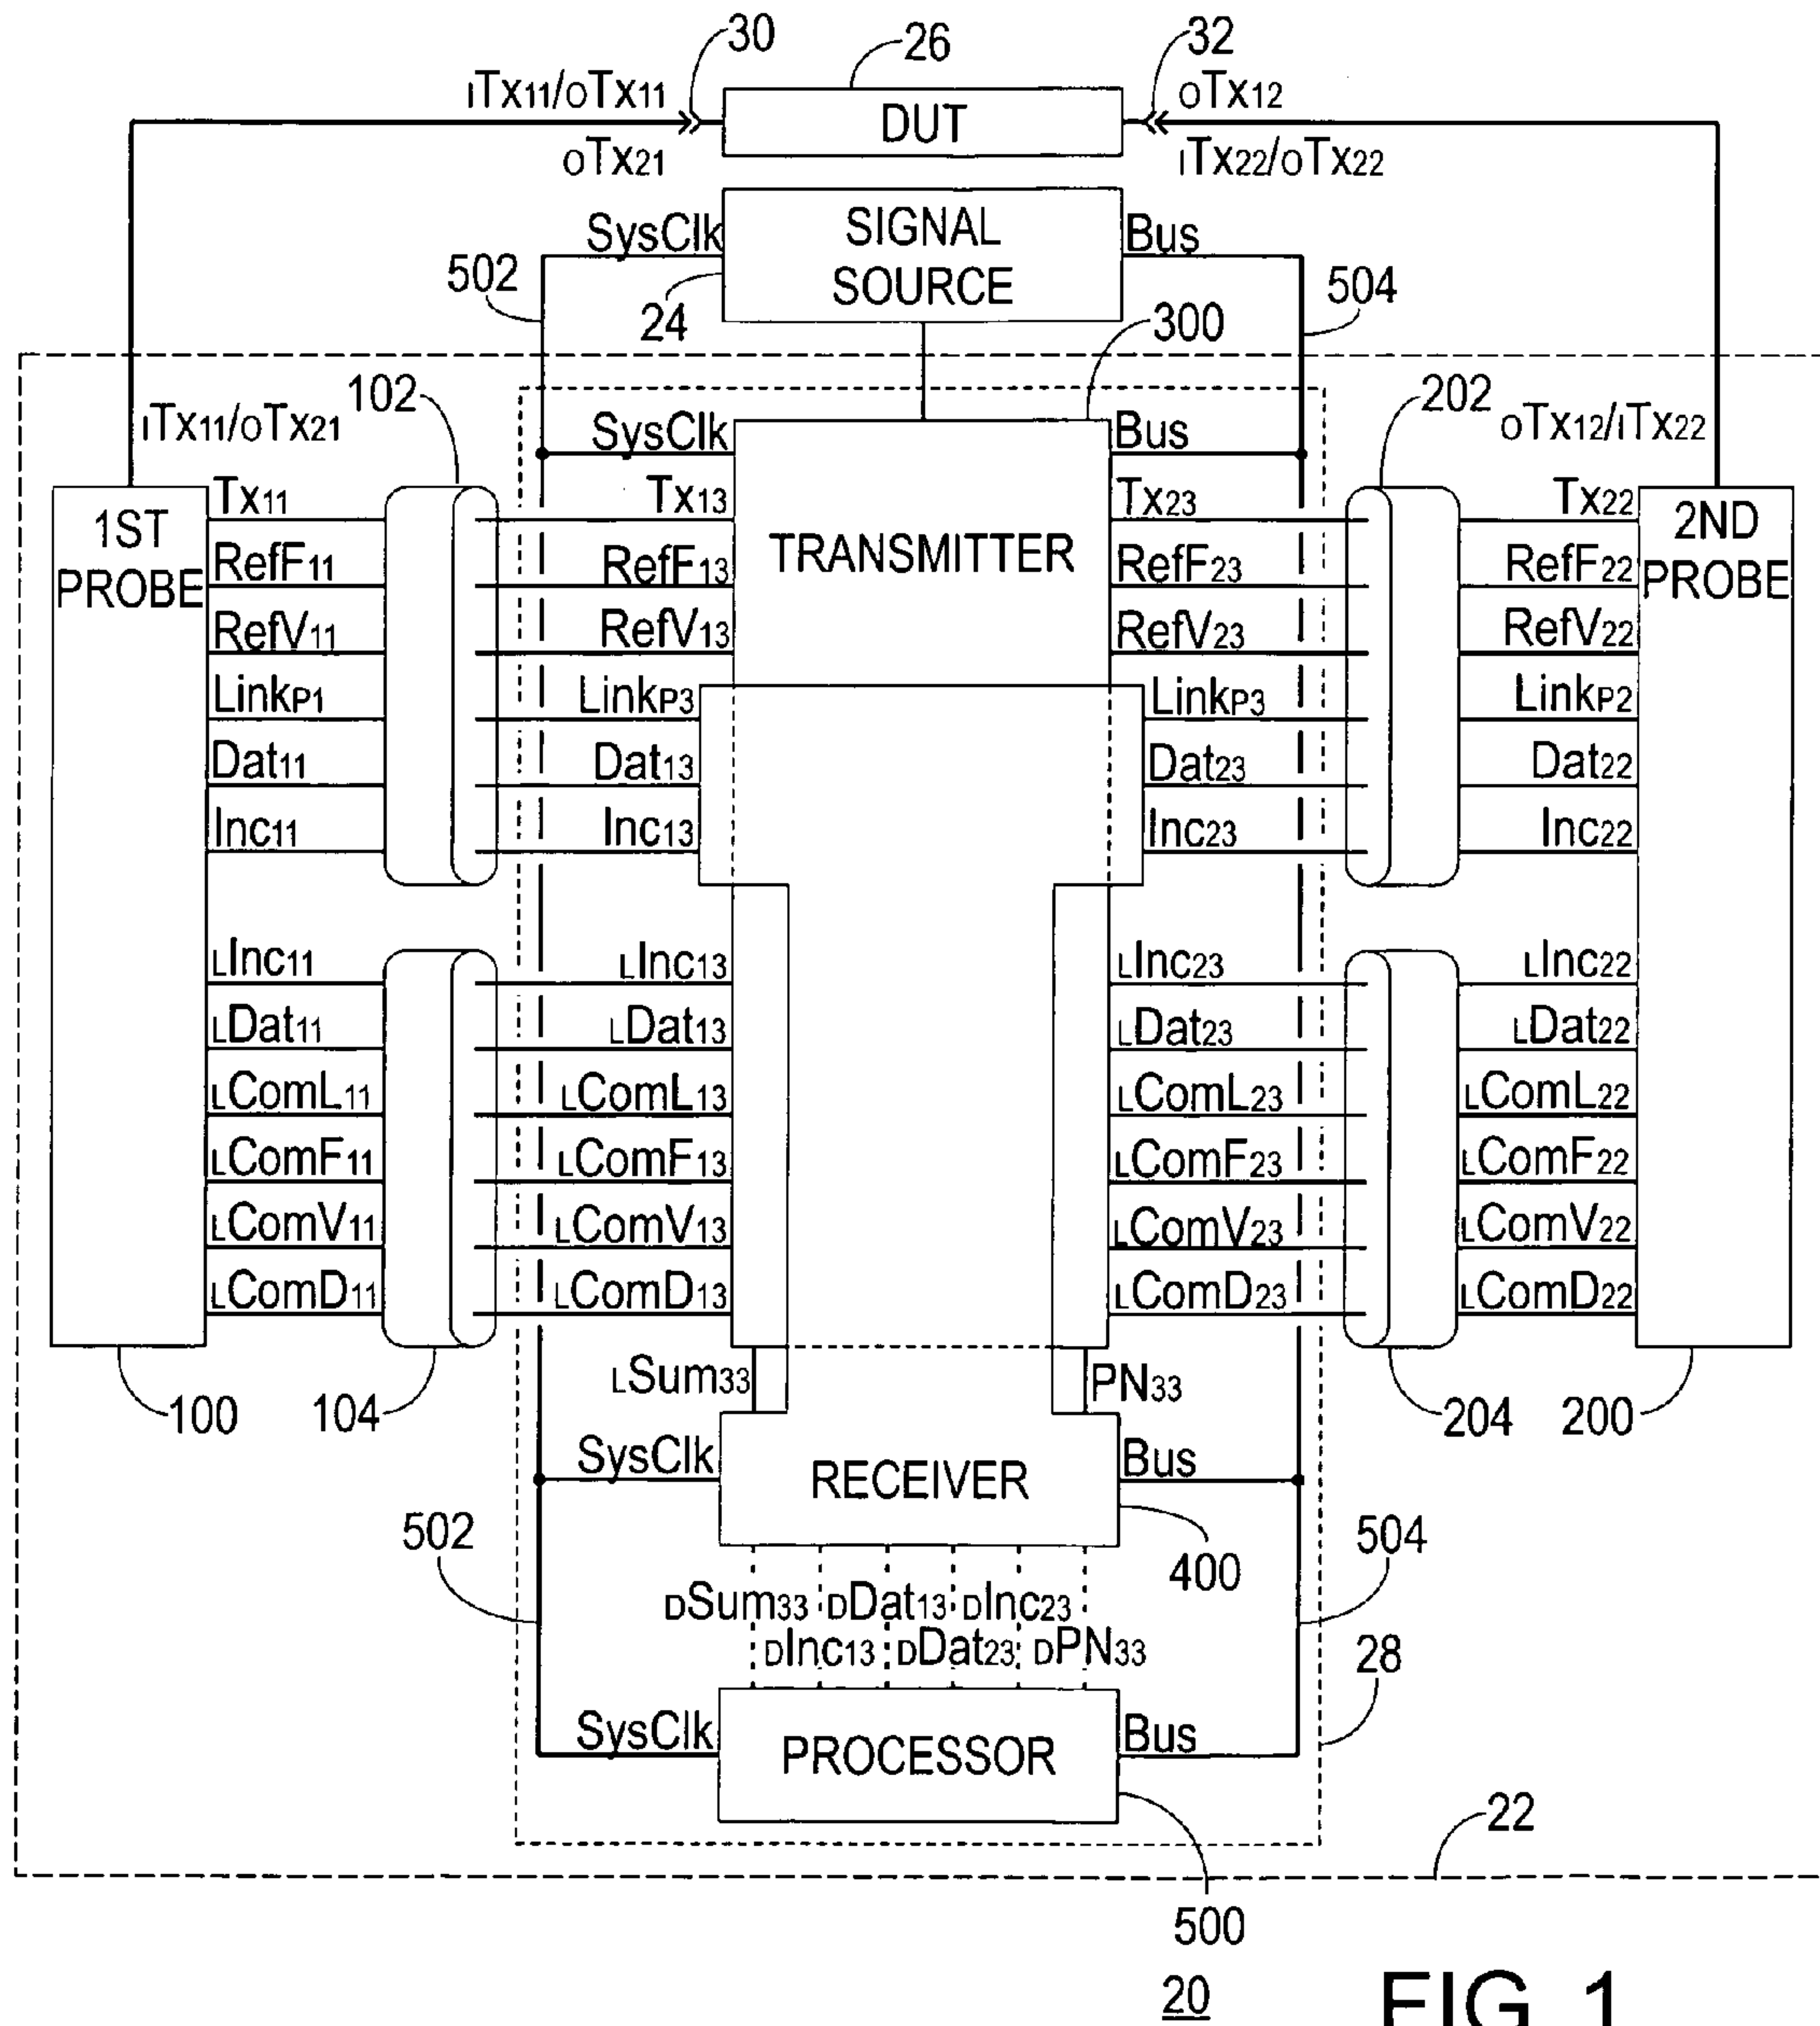 30 26 32
ITx11/OTx11 OTx12
DUT
OTx21 ITx22/OTx22
SysClk SIGNAL Bus
502 SOURCE 504
24 300
102 202
ITx11/OTx21 SysClk Bus OTx12/ITx22
Tx11 Tx13 Tx23 Tx22
1ST PROBE TRANSMITTER 2ND PROBE
RefF11 RefF13 RefF23 RefF22
RefV11 RefV13 RefV23 RefV22
LinkP1 LinkP3 LinkP3 LinkP2
Dat11 Dat13 Dat23 Dat22
Inc11 Inc13 Inc23 Inc22
LInc11 LInc13 LInc23 LInc22
LDat11 LDat13 LDat23 LDat22
LComL11 LComL13 LComL23 LComL22
LComF11 LComF13 LComF23 LComF22
LComV11 LComV13 LComV23 LComV22
LComD11 LComD13 LComD23 LComD22
LSum33 PN33
100 104 204 200
SysClk RECEIVER Bus
502 400 504
DSum33 DDat13 DInc23
DInc13 DDat23 DPN33
28
SysClk PROCESSOR Bus
22
500
20 FIG. 1